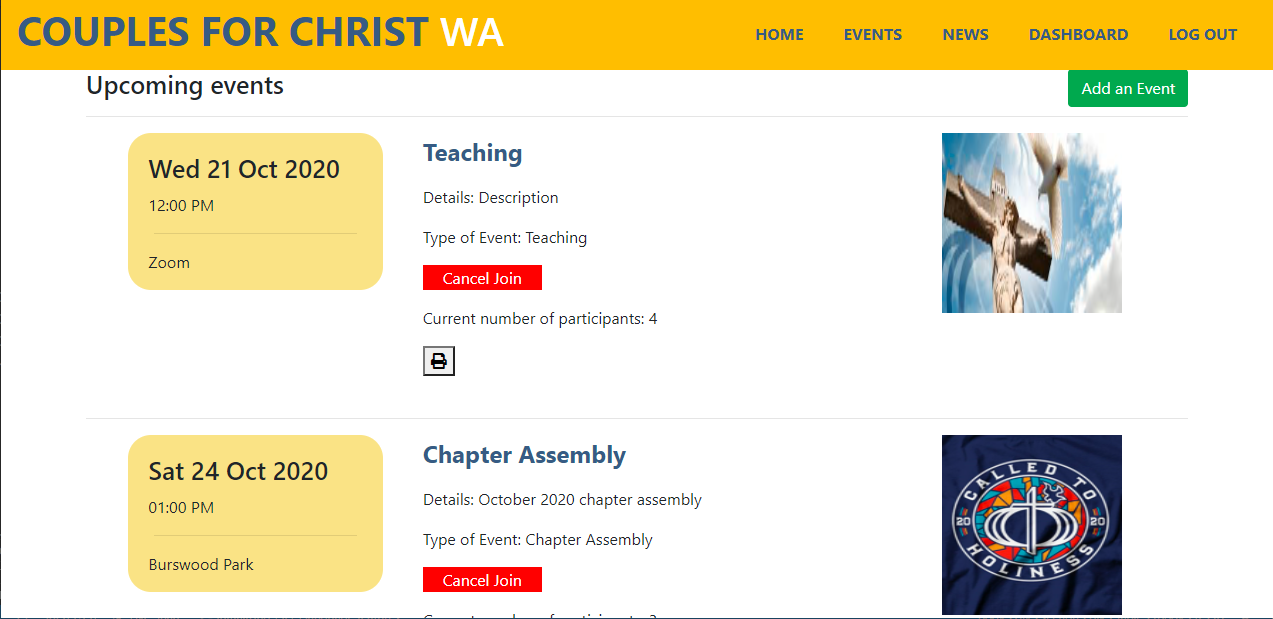 COUPLES FOR CHRIST WA
HOME EVENTS NEWS DASHBOARD LOG OUT
Upcoming events
Add an Event
Wed 21 Oct 2020
12:00 PM
Zoom
Teaching
Details: Description
Type of Event: Teaching
Cancel Join
Current number of participants: 4
Sat 24 Oct 2020
01:00 PM
Burswood Park
Chapter Assembly
Details: October 2020 chapter assembly
Type of Event: Chapter Assembly
Cancel Join
CALLED TO
20 20
HOLINESS